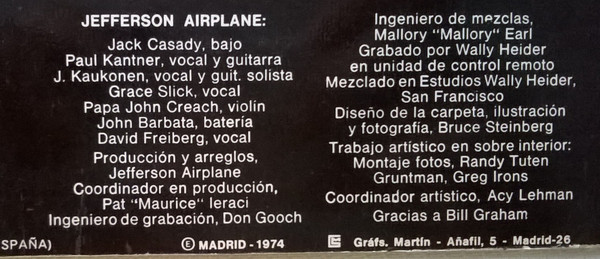 JEFFERSON AIRPLANE:
Jack Casady, bajo
Paul Kantner, vocal y guitarra
J. Kaukonen, vocal y guit. solista
Grace Slick, vocal
Papa John Creach, violin
John Barbata, batería
David Freiberg, vocal
Producción y arreglos,
Jefferson Airplane
Coordinador en producción,
Pat "Maurice" Ieraci
Ingeniero de grabación, Don Gooch
Ingeniero de mezclas,
Mallory "Mallory" Earl
Grabado por Wally Heider
en unidad de control remoto
Mezclado en Estudios Wally Heider,
San Francisco
Diseño de la carpeta, ilustración
y fotografía, Bruce Steinberg
Trabajo artístico en sobre interior:
Montaje fotos, Randy Tuten
Gruntman, Greg Irons
Coordinador artístico, Acy Lehman
Gracias a Bill Graham
SPAÑA)
Ⓔ MADRID - 1974
Gráfs. Martin - Añafil, 5 - Madrid-26